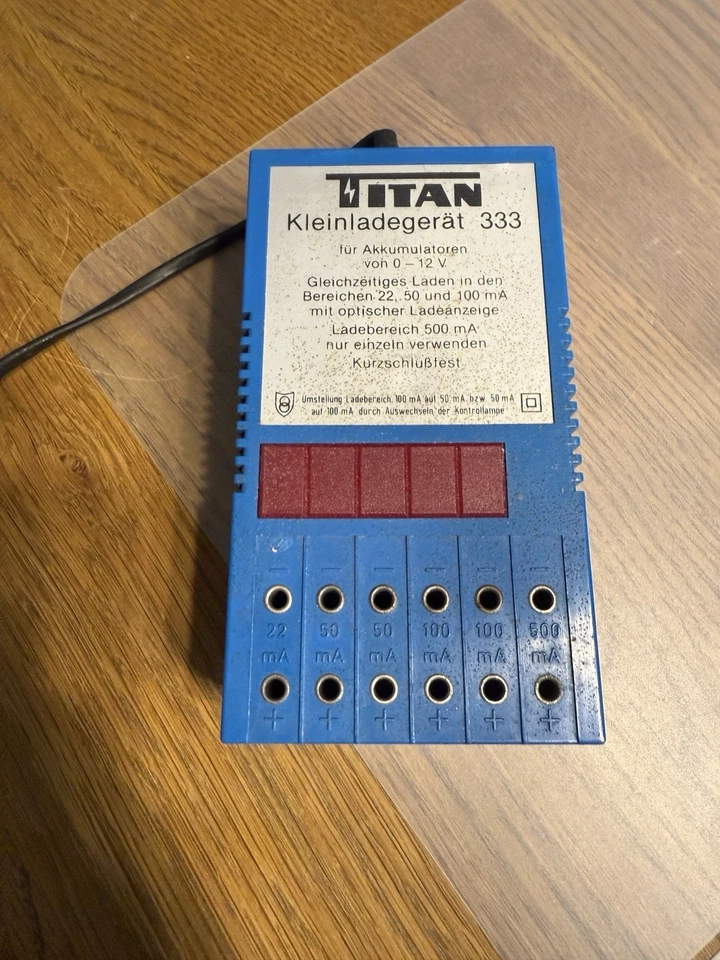 TITAN
Kleinladegerät 333
für Akkumulatoren
von 0 – 12 V
Gleichzeitiges Laden in den
Bereichen 22, 50 und 100 mA
mit optischer Ladeanzeige
Ladebereich 500 mA
nur einzeln verwenden
Kurzschlußfest
Umstellung Ladebereich 100 mA auf 50 mA bzw. 50 mA
auf 100 mA durch Auswechseln der Kontrollampe
– – – – – –
22 50 50 100 100 500
mA mA mA mA mA mA
+ + + + + +